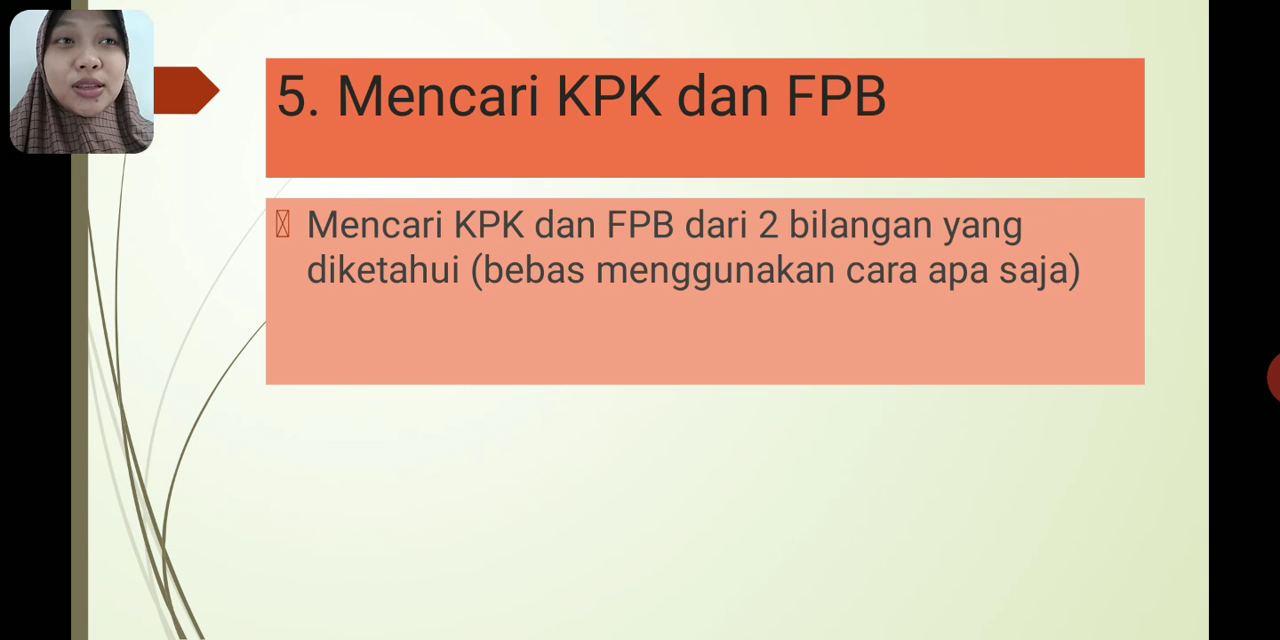 5. Mencari KPK dan FPB
Mencari KPK dan FPB dari 2 bilangan yang
diketahui (bebas menggunakan cara apa saja)